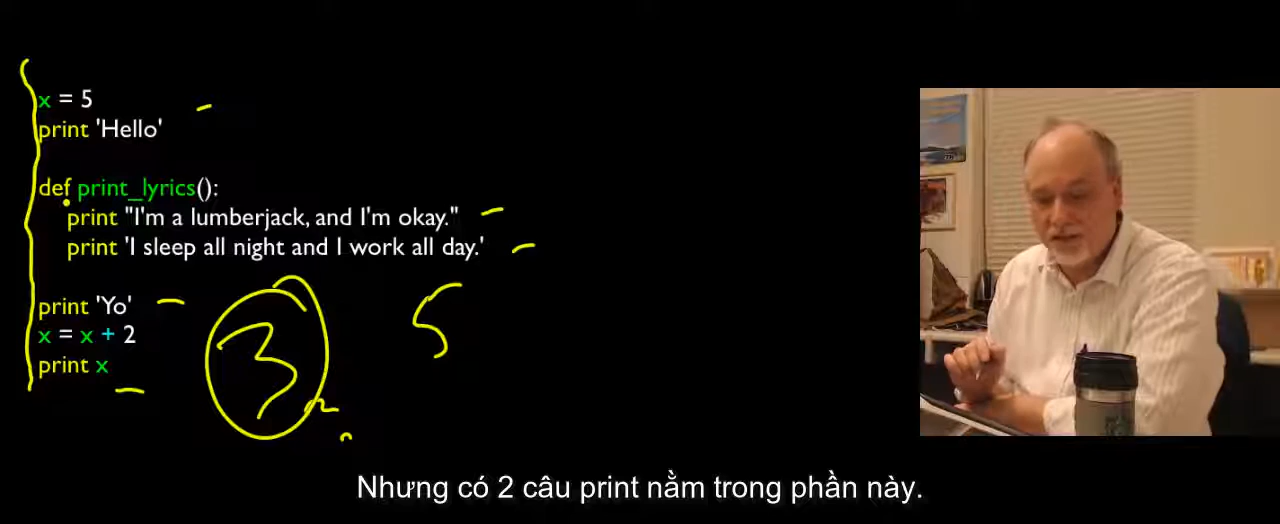 x = 5
print 'Hello'
def print_lyrics():
print "I'm a lumberjack, and I'm okay."
print 'I sleep all night and I work all day.'
print 'Yo'
x = x + 2
print x
3
5
Nhưng có 2 câu print nằm trong phần này.